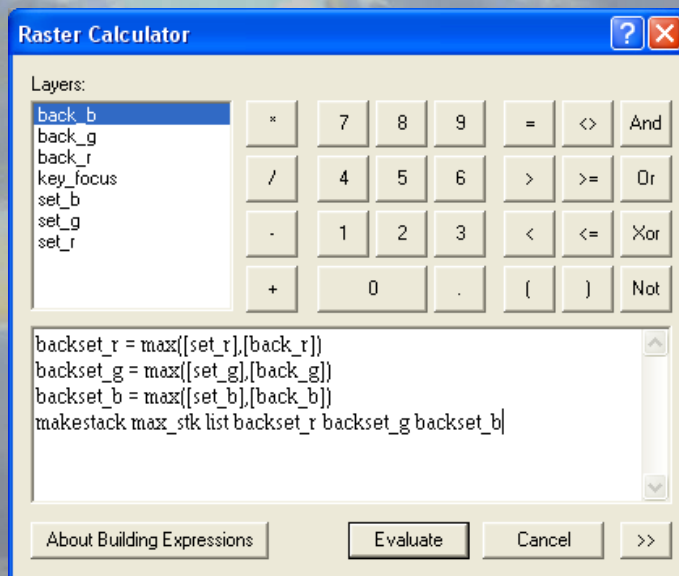 Raster Calculator
?
Layers:
back_b
back_g
back_r
key_focus
set_b
set_g
set_r
* 7 8 9 = <> And
/ 4 5 6 > >= Or
- 1 2 3 < <= Xor
+ 0 . ( ) Not
backset_r = max([set_r],[back_r])
backset_g = max([set_g],[back_g])
backset_b = max([set_b],[back_b])
makestack max_stk list backset_r backset_g backset_b
About Building Expressions Evaluate Cancel >>